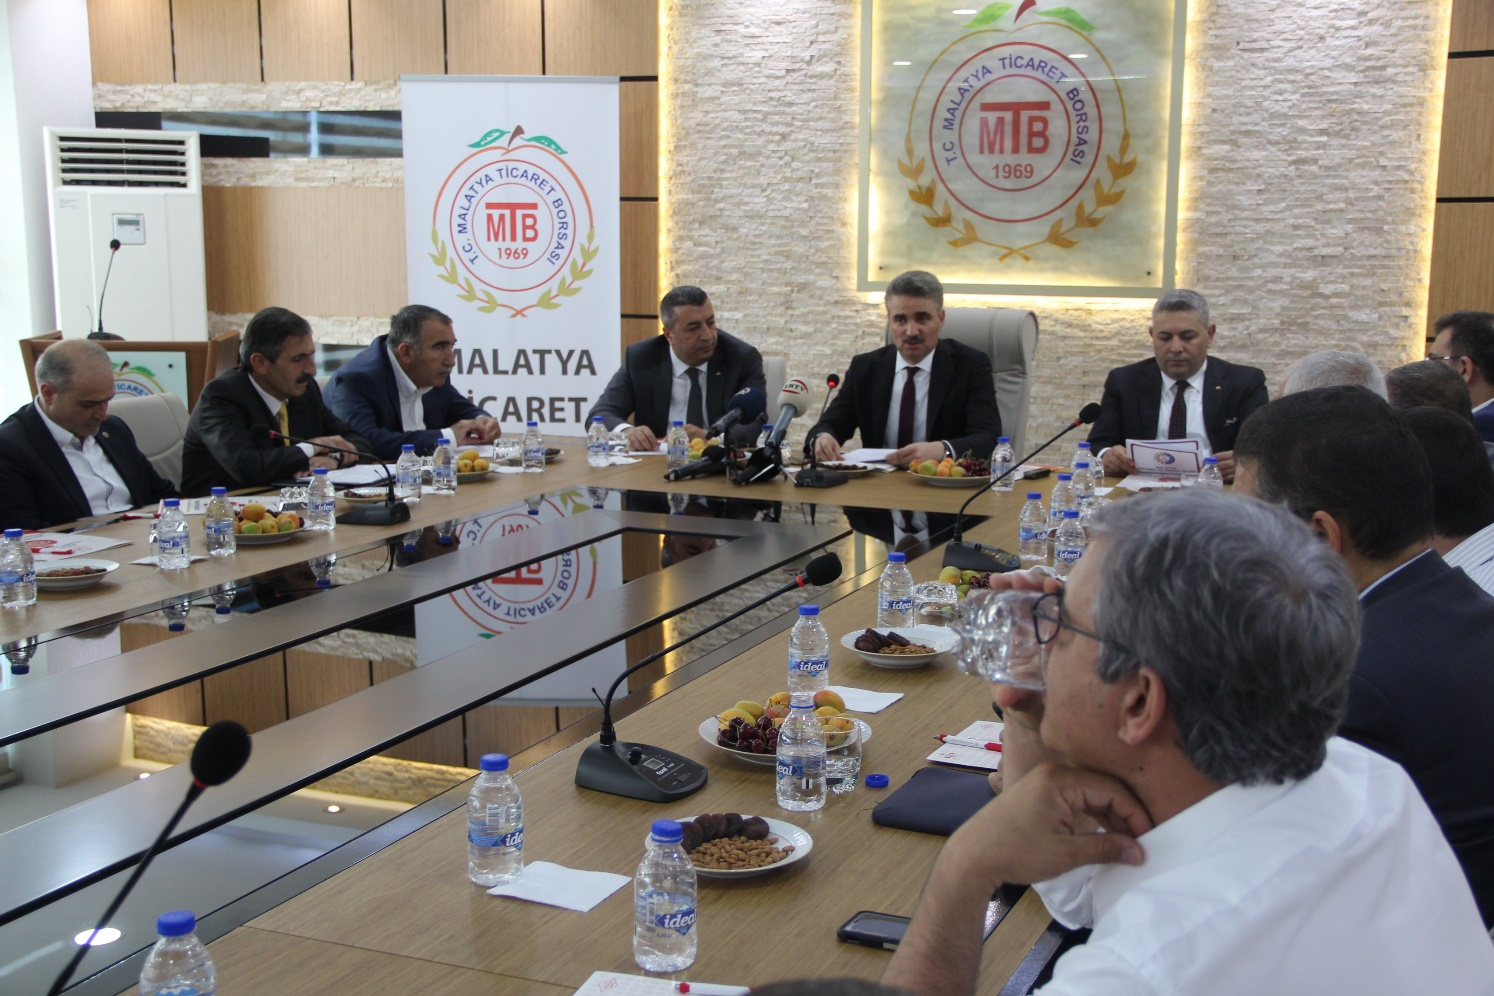 T.C MALATYA TİCARET BORSASI
MTB
1969
T.C. MALATYA TİCARET BORSASI
MTB
1969
MALATYA
TİCARET
ideal
ideal
ideal
ideal